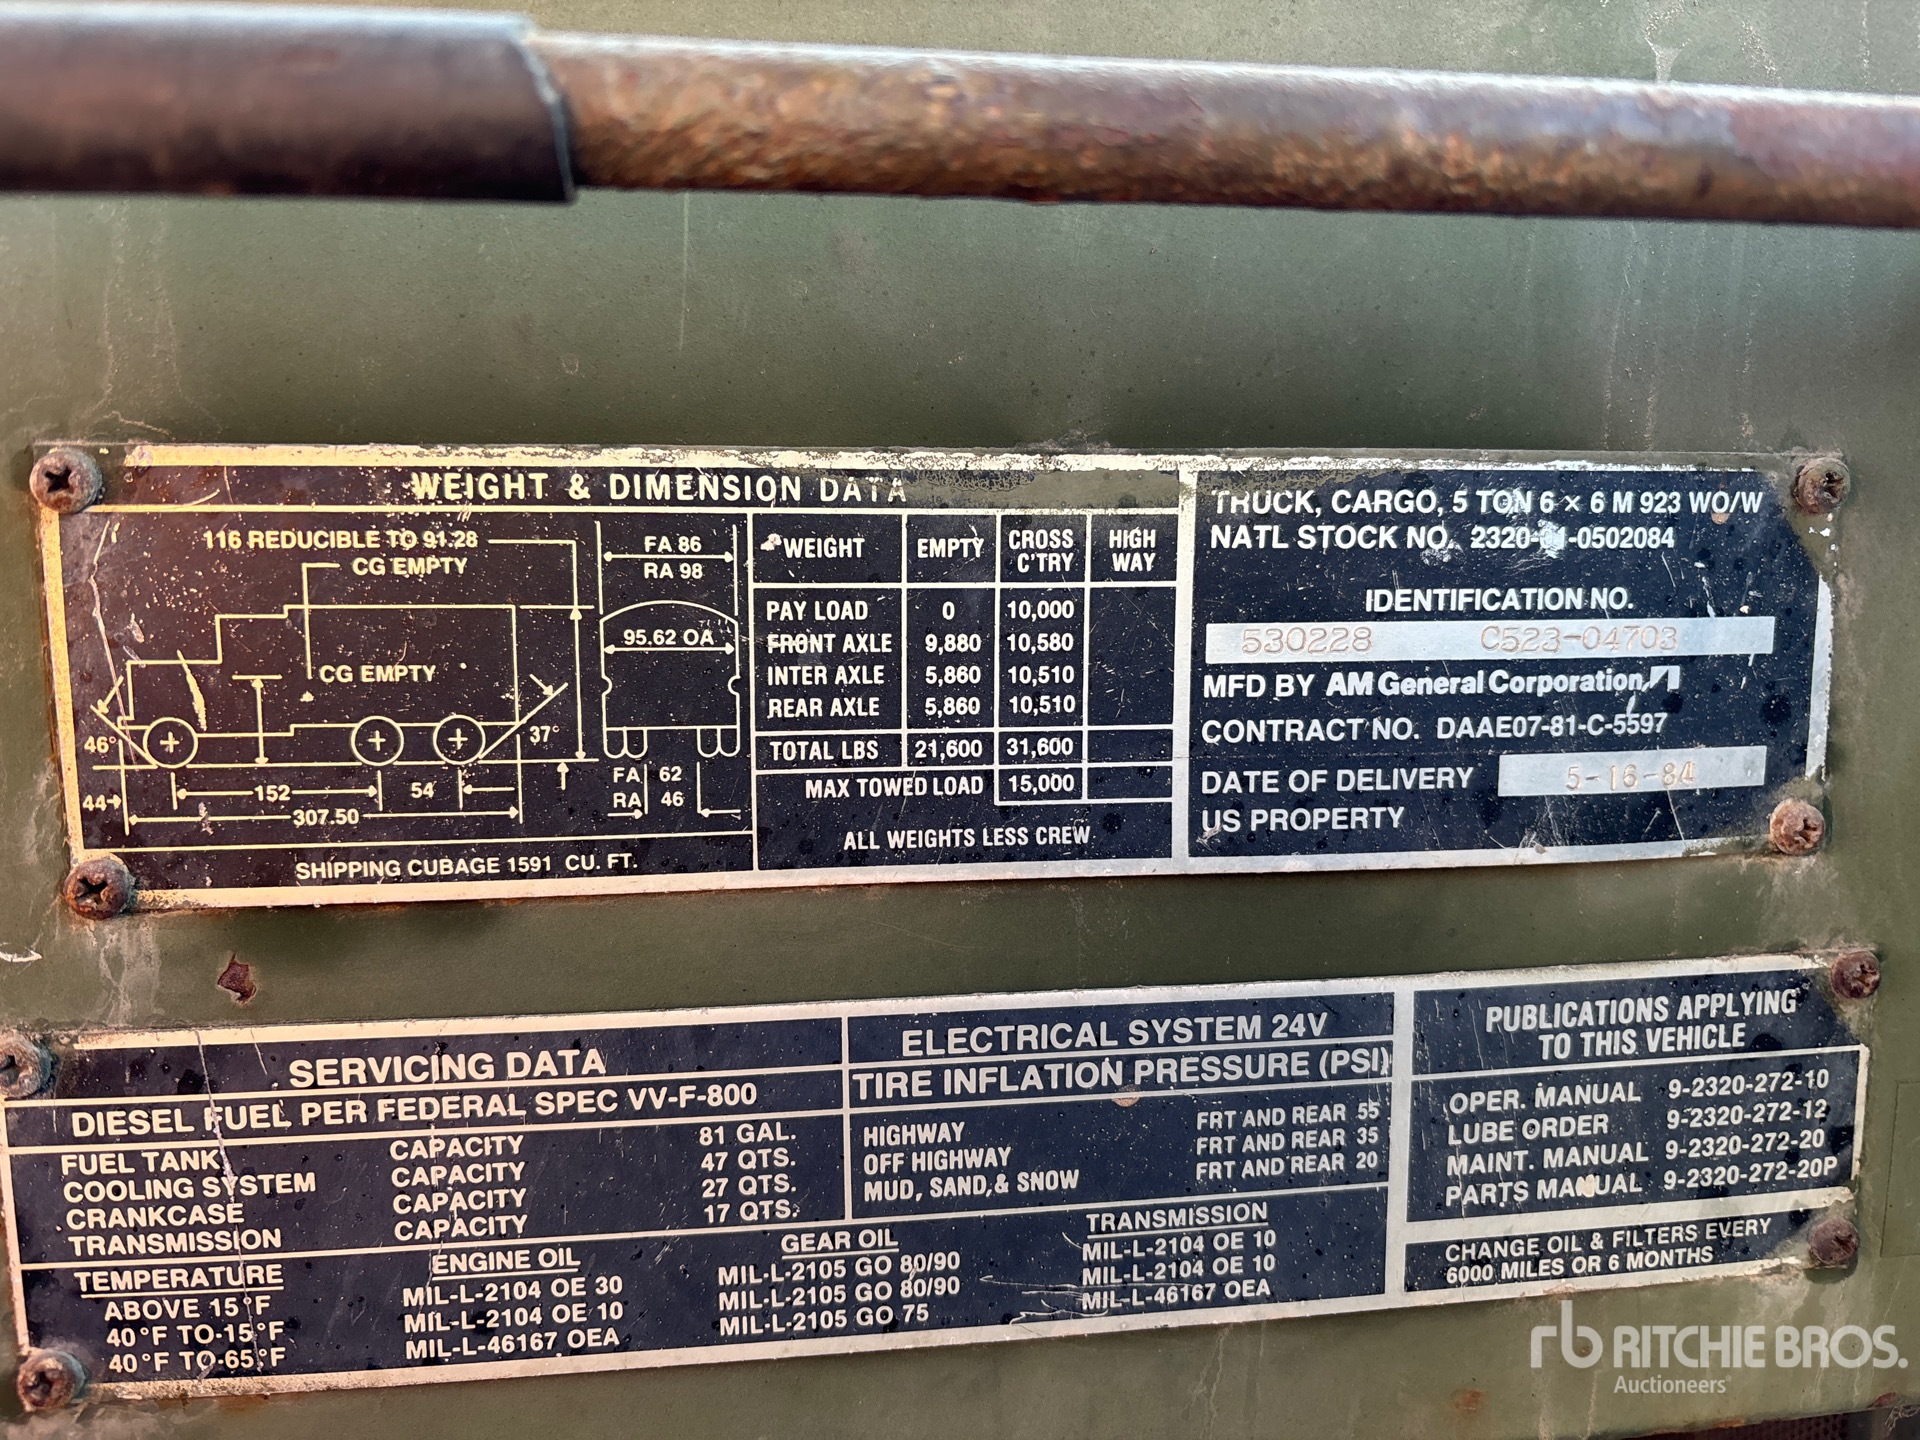 WEIGHT & DIMENSION DATA
116 REDUCIBLE TO 91.28
CG EMPTY
CG EMPTY
46°
37°
44
152
54
307.50
FA 86
RA 98
95.62 OA
FA 62
RA 46
SHIPPING CUBAGE 1591 CU. FT.
WEIGHT EMPTY CROSS C'TRY HIGH WAY
PAY LOAD 0 10,000
FRONT AXLE 9,880 10,580
INTER AXLE 5,860 10,510
REAR AXLE 5,860 10,510
TOTAL LBS 21,600 31,600
MAX TOWED LOAD 15,000
ALL WEIGHTS LESS CREW
TRUCK, CARGO, 5 TON 6 × 6 M 923 WO/W
NATL STOCK NO. 2320-01-0502084
IDENTIFICATION NO.
530228 C523-04703
MFD BY AM General Corporation
CONTRACT NO. DAAE07-81-C-5597
DATE OF DELIVERY 5-16-84
US PROPERTY
SERVICING DATA
DIESEL FUEL PER FEDERAL SPEC VV-F-800
FUEL TANK CAPACITY 81 GAL.
COOLING SYSTEM CAPACITY 47 QTS.
CRANKCASE CAPACITY 27 QTS.
TRANSMISSION CAPACITY 17 QTS.
ELECTRICAL SYSTEM 24V
TIRE INFLATION PRESSURE (PSI)
HIGHWAY FRT AND REAR 55
OFF HIGHWAY FRT AND REAR 35
MUD, SAND, & SNOW FRT AND REAR 20
TEMPERATURE ENGINE OIL GEAR OIL TRANSMISSION
ABOVE 15°F MIL-L-2104 OE 30 MIL-L-2105 GO 80/90 MIL-L-2104 OE 10
40°F TO-15°F MIL-L-2104 OE 10 MIL-L-2105 GO 80/90 MIL-L-2104 OE 10
40°F TO-65°F MIL-L-46167 OEA MIL-L-2105 GO 75 MIL-L-46167 OEA
PUBLICATIONS APPLYING
TO THIS VEHICLE
OPER. MANUAL 9-2320-272-10
LUBE ORDER 9-2320-272-12
MAINT. MANUAL 9-2320-272-20
PARTS MANUAL 9-2320-272-20P
CHANGE OIL & FILTERS EVERY
6000 MILES OR 6 MONTHS
rb RITCHIE BROS.
Auctioneers